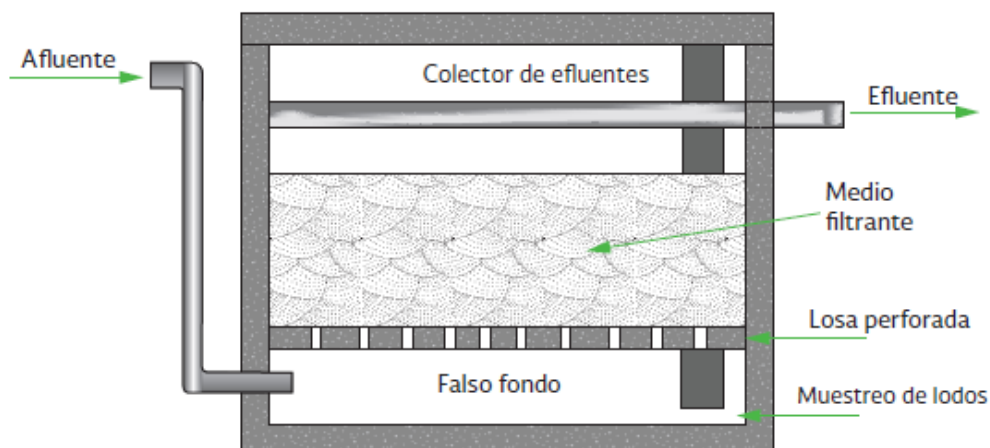 Afluente
Colector de efluentes
Efluente
Medio
filtrante
Losa perforada
Falso fondo
Muestreo de lodos